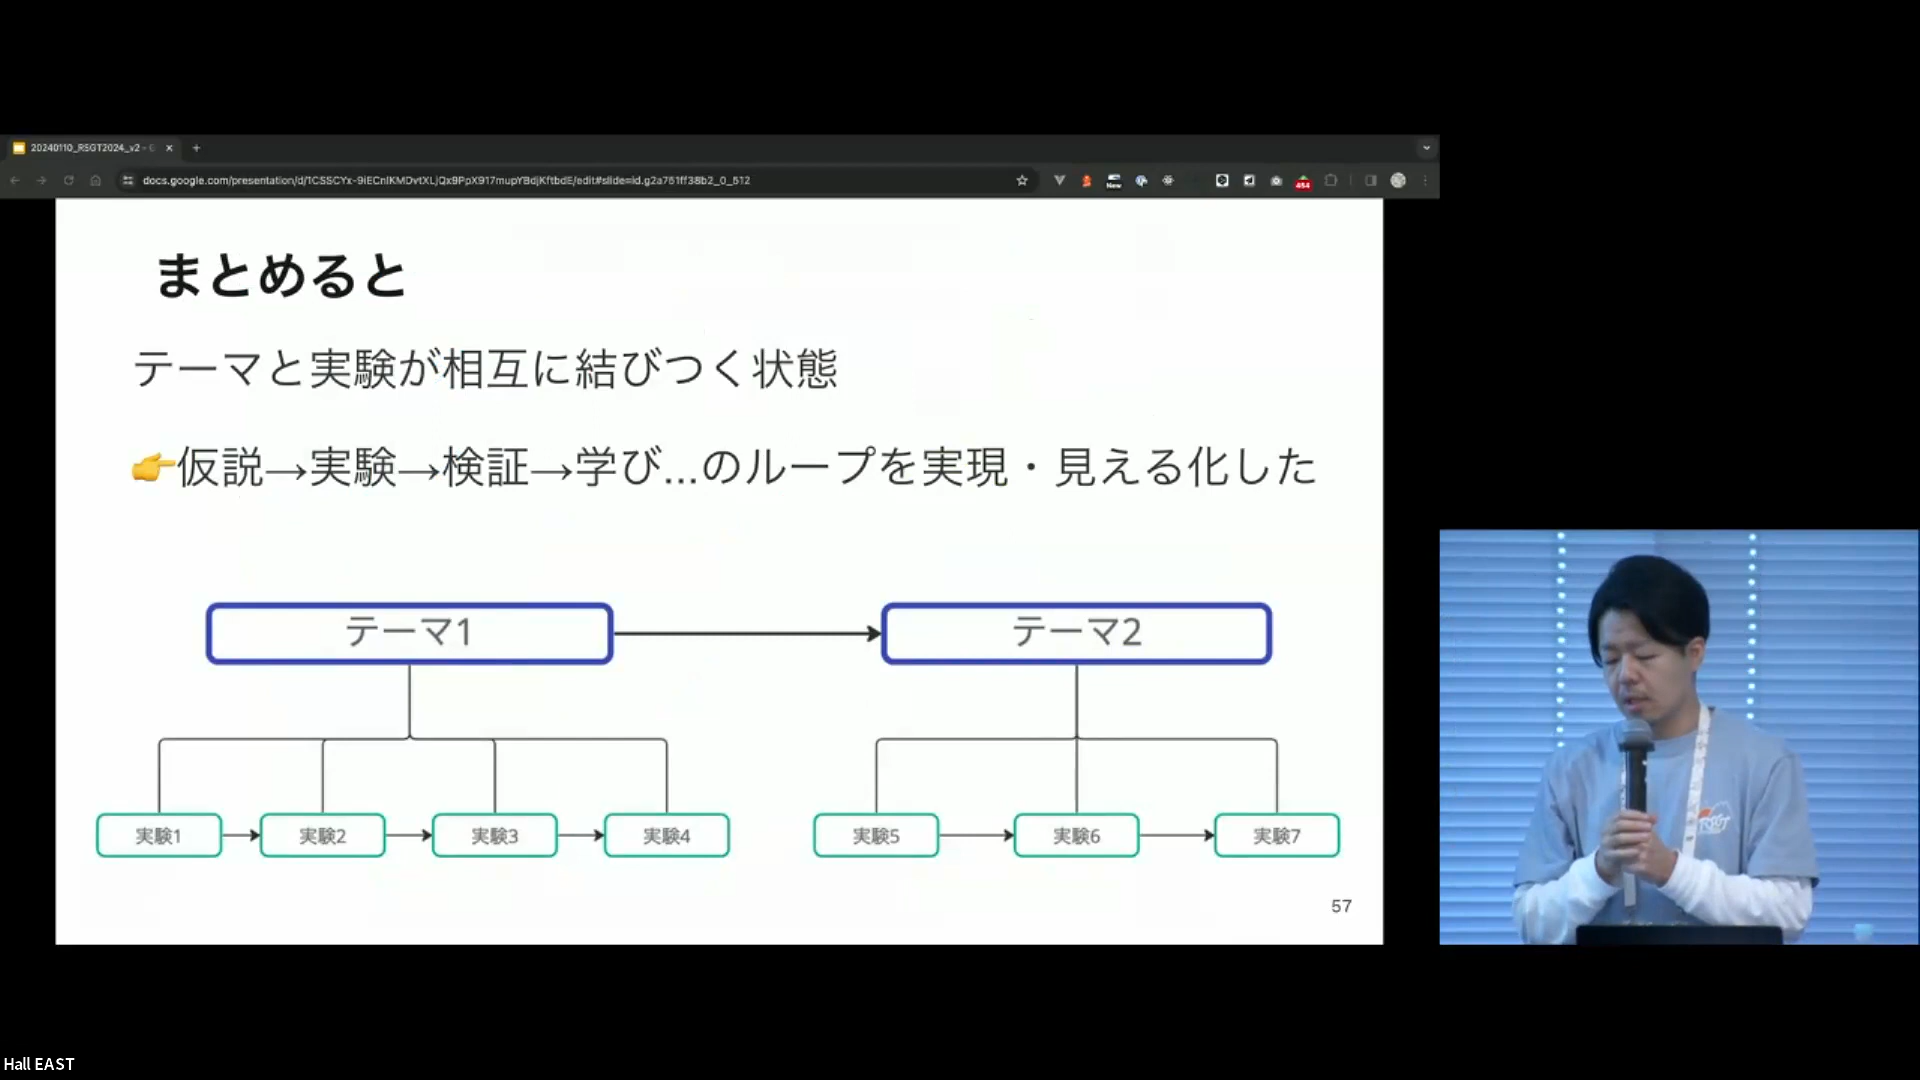 20240110_RSGT2024_v2 - G
まとめると
テーマと実験が相互に結びつく状態
👉仮説→実験→検証→学び...のループを実現・見える化した
テーマ1
テーマ2
実験1
実験2
実験3
実験4
実験5
実験6
実験7
57
Hall EAST